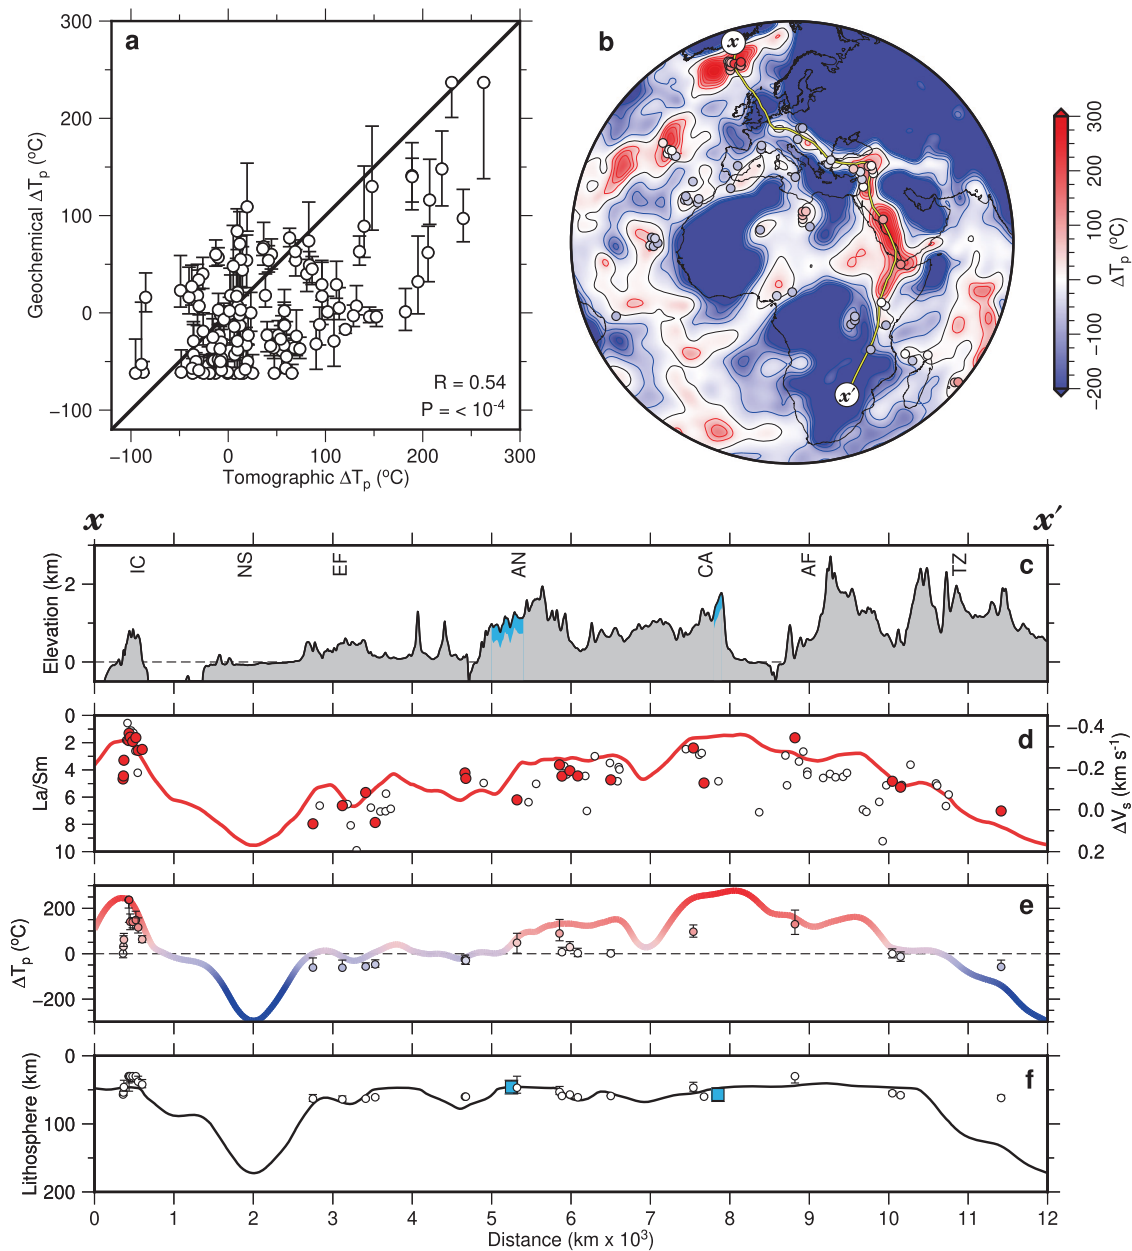 a
300
200
100
0
−100
Geochemical ΔTp (oC)
−100
0
100
200
300
Tomographic ΔTp (oC)
R = 0.54
P = < 10-4
b
x
x′
300
200
100
0
−100
−200
ΔTp (oC)
x
x′
IC
NS
EF
AN
CA
AF
TZ
c
2
0
Elevation (km)
d
0
2
4
6
8
10
La/Sm
−0.4
−0.2
0.0
0.2
ΔVs (km s-1)
e
200
0
−200
ΔTp (oC)
f
0
100
200
Lithosphere (km)
0
1
2
3
4
5
6
7
8
9
10
11
12
Distance (km x 103)